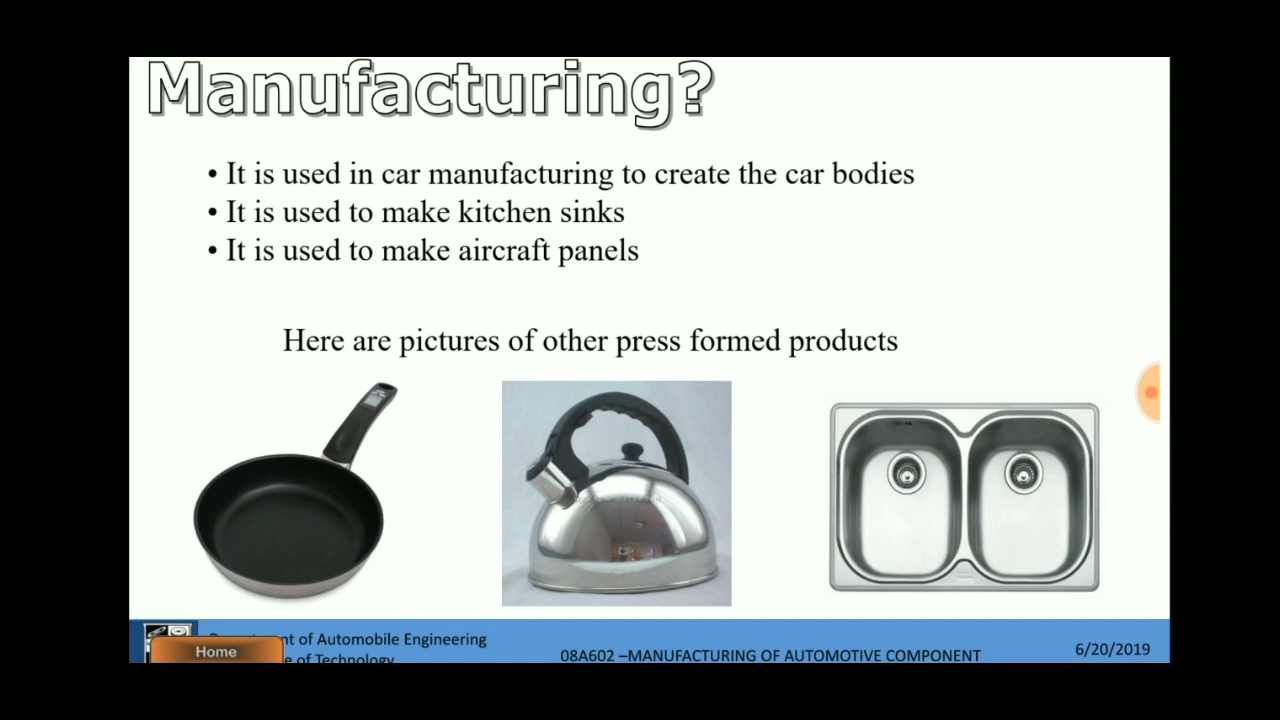 Manufacturing?
• It is used in car manufacturing to create the car bodies
• It is used to make kitchen sinks
• It is used to make aircraft panels
Here are pictures of other press formed products
of Automobile Engineering
of Technology
Home
08A602 –MANUFACTURING OF AUTOMOTIVE COMPONENT
6/20/2019